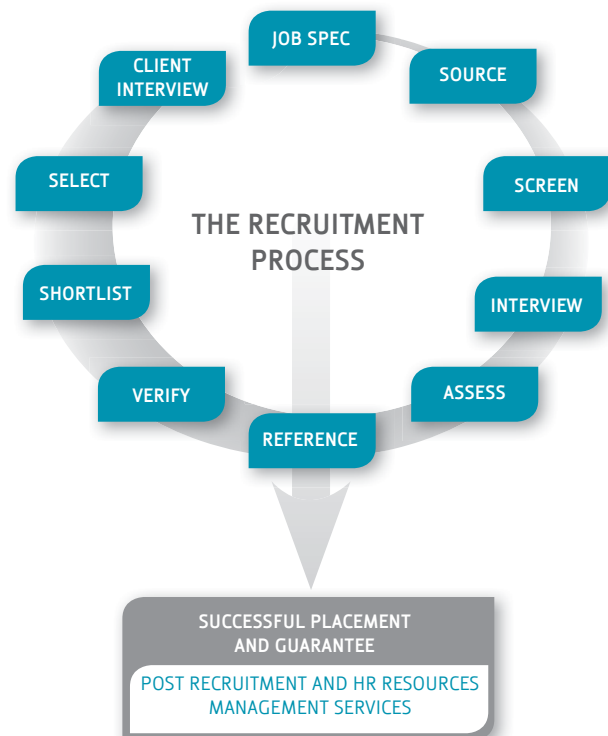 JOB SPEC
SOURCE
SCREEN
INTERVIEW
ASSESS
REFERENCE
VERIFY
SHORTLIST
SELECT
CLIENT
INTERVIEW
THE RECRUITMENT
PROCESS
SUCCESSFUL PLACEMENT
AND GUARANTEE
POST RECRUITMENT AND HR RESOURCES
MANAGEMENT SERVICES